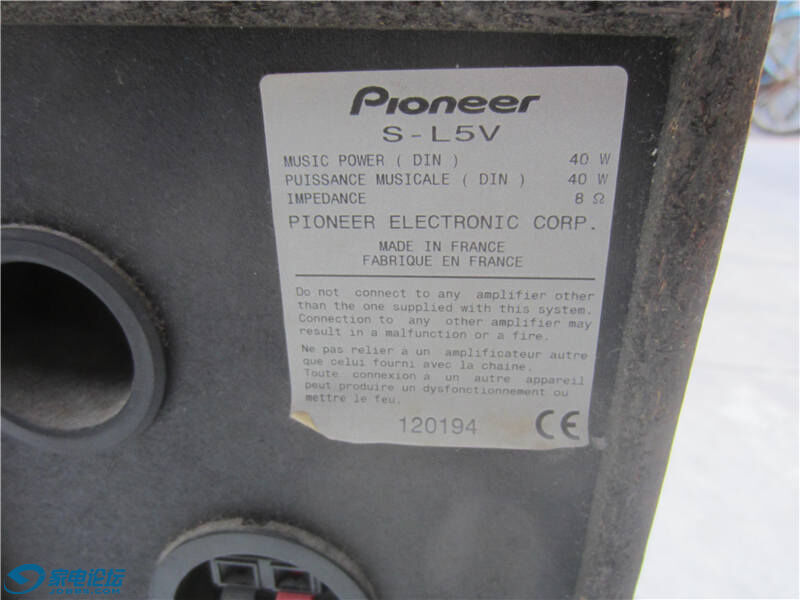 Pioneer
S-L5V
MUSIC POWER ( DIN ) 40 W
PUISSANCE MUSICALE ( DIN ) 40 W
IMPEDANCE 8 Ω
PIONEER ELECTRONIC CORP.
MADE IN FRANCE
FABRIQUE EN FRANCE
Do not connect to any amplifier other
than the one supplied with this system.
Connection to any other amplifier may
result in a malfunction or a fire.
Ne pas relier a un amplificateur autre
que celui fourni avec la chaine.
Toute connexion a un autre appareil
peut produire un dysfonctionnement ou
mettre le feu.
120194 CE
家电论坛
JDBBS.COM